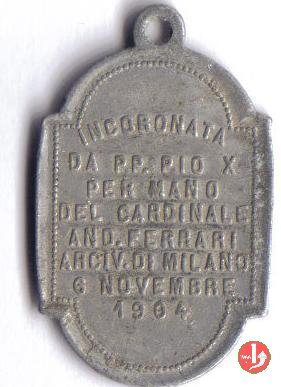 INCORONATA
DA PP. PIO X
PER MANO
DEL CARDINALE
AND. FERRARI
ARCIV. DI MILANO
6 NOVEMBRE
1904